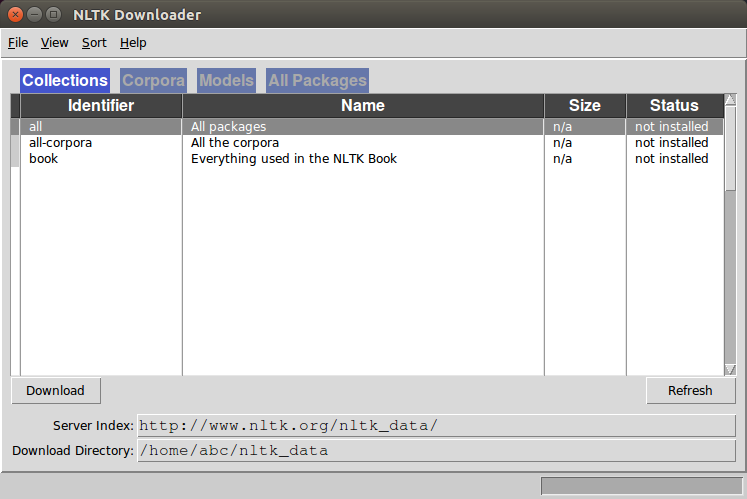 NLTK Downloader
File View Sort Help
Collections Corpora Models All Packages
Identifier Name Size Status
all All packages n/a not installed
all-corpora All the corpora n/a not installed
book Everything used in the NLTK Book n/a not installed
Download Refresh
Server Index: http://www.nltk.org/nltk_data/
Download Directory: /home/abc/nltk_data